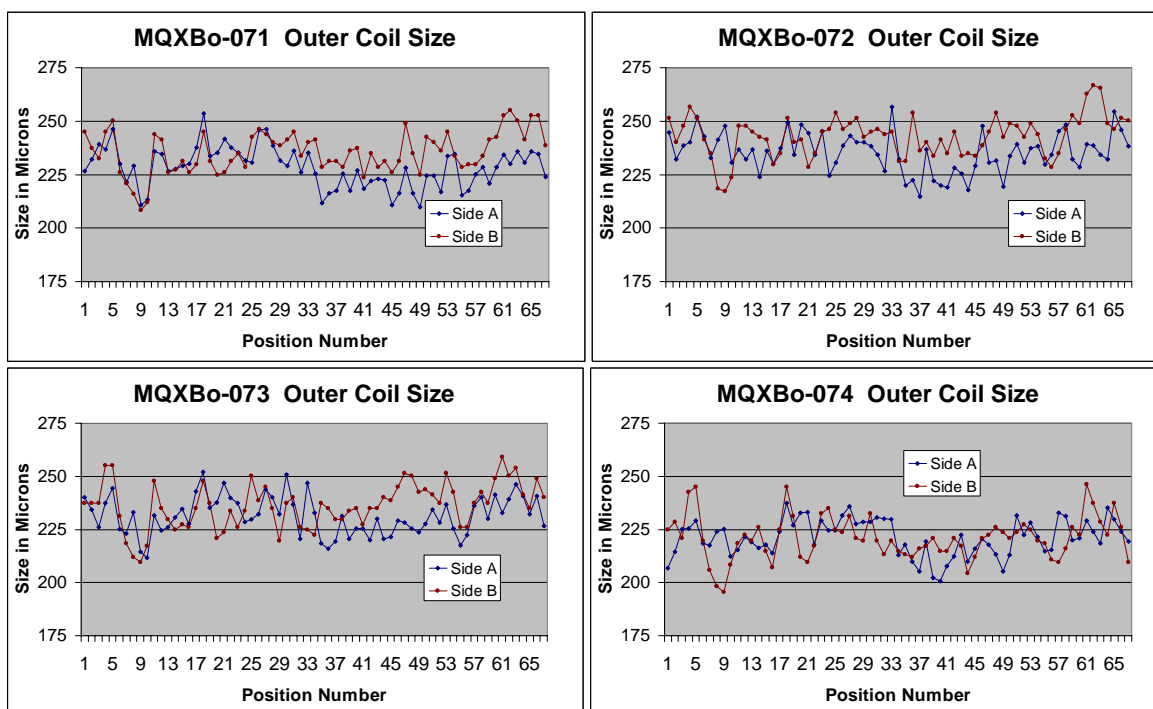 MQXBo-071 Outer Coil Size
275
250
225
200
175
Size in Microns
1 5 9 13 17 21 25 29 33 37 41 45 49 53 57 61 65
Position Number
Side A
Side B
MQXBo-072 Outer Coil Size
275
250
225
200
175
Size in Microns
1 5 9 13 17 21 25 29 33 37 41 45 49 53 57 61 65
Position Number
Side A
Side B
MQXBo-073 Outer Coil Size
275
250
225
200
175
Size in Microns
1 5 9 13 17 21 25 29 33 37 41 45 49 53 57 61 65
Position Number
Side A
Side B
MQXBo-074 Outer Coil Size
275
250
225
200
175
Size in Microns
1 5 9 13 17 21 25 29 33 37 41 45 49 53 57 61 65
Position Number
Side A
Side B